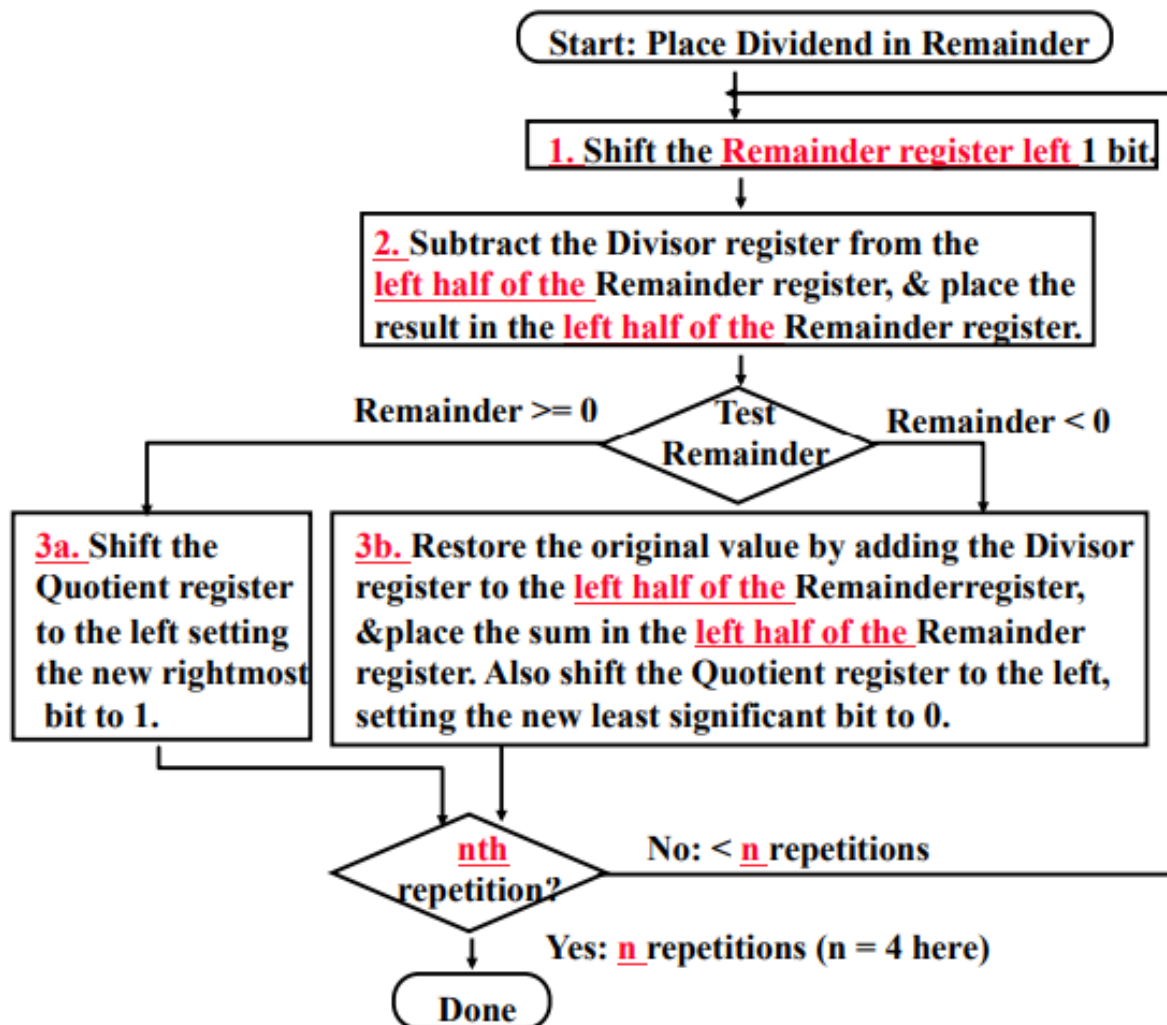 Start: Place Dividend in Remainder
1. Shift the Remainder register left 1 bit.
2. Subtract the Divisor register from the
left half of the Remainder register, & place the
result in the left half of the Remainder register.
Remainder >= 0
Test
Remainder
Remainder < 0
3a. Shift the
Quotient register
to the left setting
the new rightmost
bit to 1.
3b. Restore the original value by adding the Divisor
register to the left half of the Remainderregister,
&place the sum in the left half of the Remainder
register. Also shift the Quotient register to the left,
setting the new least significant bit to 0.
nth
repetition?
No: < n repetitions
Yes: n repetitions (n = 4 here)
Done